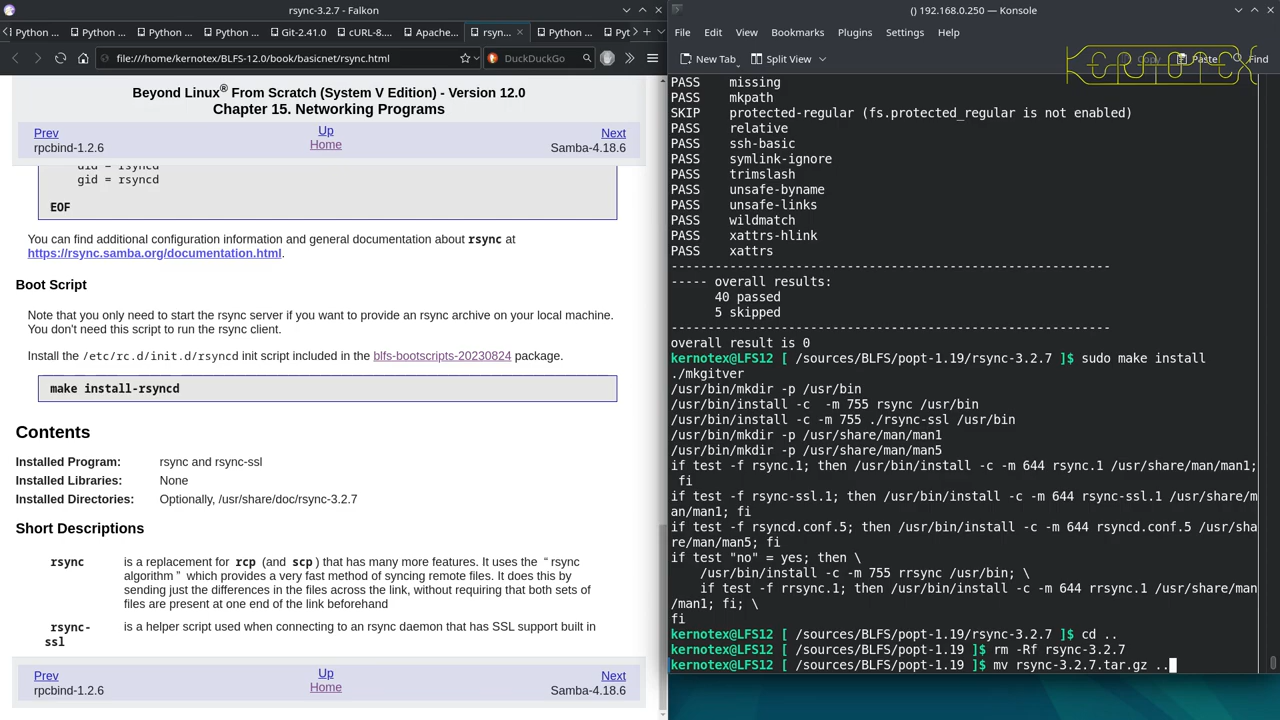 rsync-3.2.7 - Falkon
Python ...
Python ...
Python ...
Python ...
Git-2.41.0
cURL-8....
Apache...
rsyn...
Python ...
Pyt
file:///home/kernotex/BLFS-12.0/book/basicnet/rsync.html
DuckDuckGo
Beyond Linux® From Scratch (System V Edition) - Version 12.0
Chapter 15. Networking Programs
Prev Up Next
rpcbind-1.2.6 Home Samba-4.18.6
uid = rsyncd
gid = rsyncd
EOF
You can find additional configuration information and general documentation about rsync at
https://rsync.samba.org/documentation.html.
Boot Script
Note that you only need to start the rsync server if you want to provide an rsync archive on your local machine.
You don't need this script to run the rsync client.
Install the /etc/rc.d/init.d/rsyncd init script included in the blfs-bootscripts-20230824 package.
make install-rsyncd
Contents
Installed Program: rsync and rsync-ssl
Installed Libraries: None
Installed Directories: Optionally, /usr/share/doc/rsync-3.2.7
Short Descriptions
rsync is a replacement for rcp (and scp) that has many more features. It uses the “ rsync
algorithm ” which provides a very fast method of syncing remote files. It does this by
sending just the differences in the files across the link, without requiring that both sets of
files are present at one end of the link beforehand
rsync- is a helper script used when connecting to an rsync daemon that has SSL support built in
ssl
Prev Up Next
rpcbind-1.2.6 Home Samba-4.18.6
() 192.168.0.250 — Konsole
File Edit View Bookmarks Plugins Settings Help
New Tab Split View Copy Paste Find
KERNOTEX
PASS missing
PASS mkpath
SKIP protected-regular (fs.protected_regular is not enabled)
PASS relative
PASS ssh-basic
PASS symlink-ignore
PASS trimslash
PASS unsafe-byname
PASS unsafe-links
PASS wildmatch
PASS xattrs-hlink
PASS xattrs
------------------------------------------------------------
----- overall results:
40 passed
5 skipped
------------------------------------------------------------
overall result is 0
kernotex@LFS12 [ /sources/BLFS/popt-1.19/rsync-3.2.7 ]$ sudo make install
./mkgitver
/usr/bin/mkdir -p /usr/bin
/usr/bin/install -c -m 755 rsync /usr/bin
/usr/bin/install -c -m 755 ./rsync-ssl /usr/bin
/usr/bin/mkdir -p /usr/share/man/man1
/usr/bin/mkdir -p /usr/share/man/man5
if test -f rsync.1; then /usr/bin/install -c -m 644 rsync.1 /usr/share/man/man1;
fi
if test -f rsync-ssl.1; then /usr/bin/install -c -m 644 rsync-ssl.1 /usr/share/m
an/man1; fi
if test -f rsyncd.conf.5; then /usr/bin/install -c -m 644 rsyncd.conf.5 /usr/sha
re/man/man5; fi
if test "no" = yes; then \
/usr/bin/install -c -m 755 rrsync /usr/bin; \
if test -f rrsync.1; then /usr/bin/install -c -m 644 rrsync.1 /usr/share/man
/man1; fi; \
fi
kernotex@LFS12 [ /sources/BLFS/popt-1.19/rsync-3.2.7 ]$ cd ..
kernotex@LFS12 [ /sources/BLFS/popt-1.19 ]$ rm -Rf rsync-3.2.7
kernotex@LFS12 [ /sources/BLFS/popt-1.19 ]$ mv rsync-3.2.7.tar.gz ..